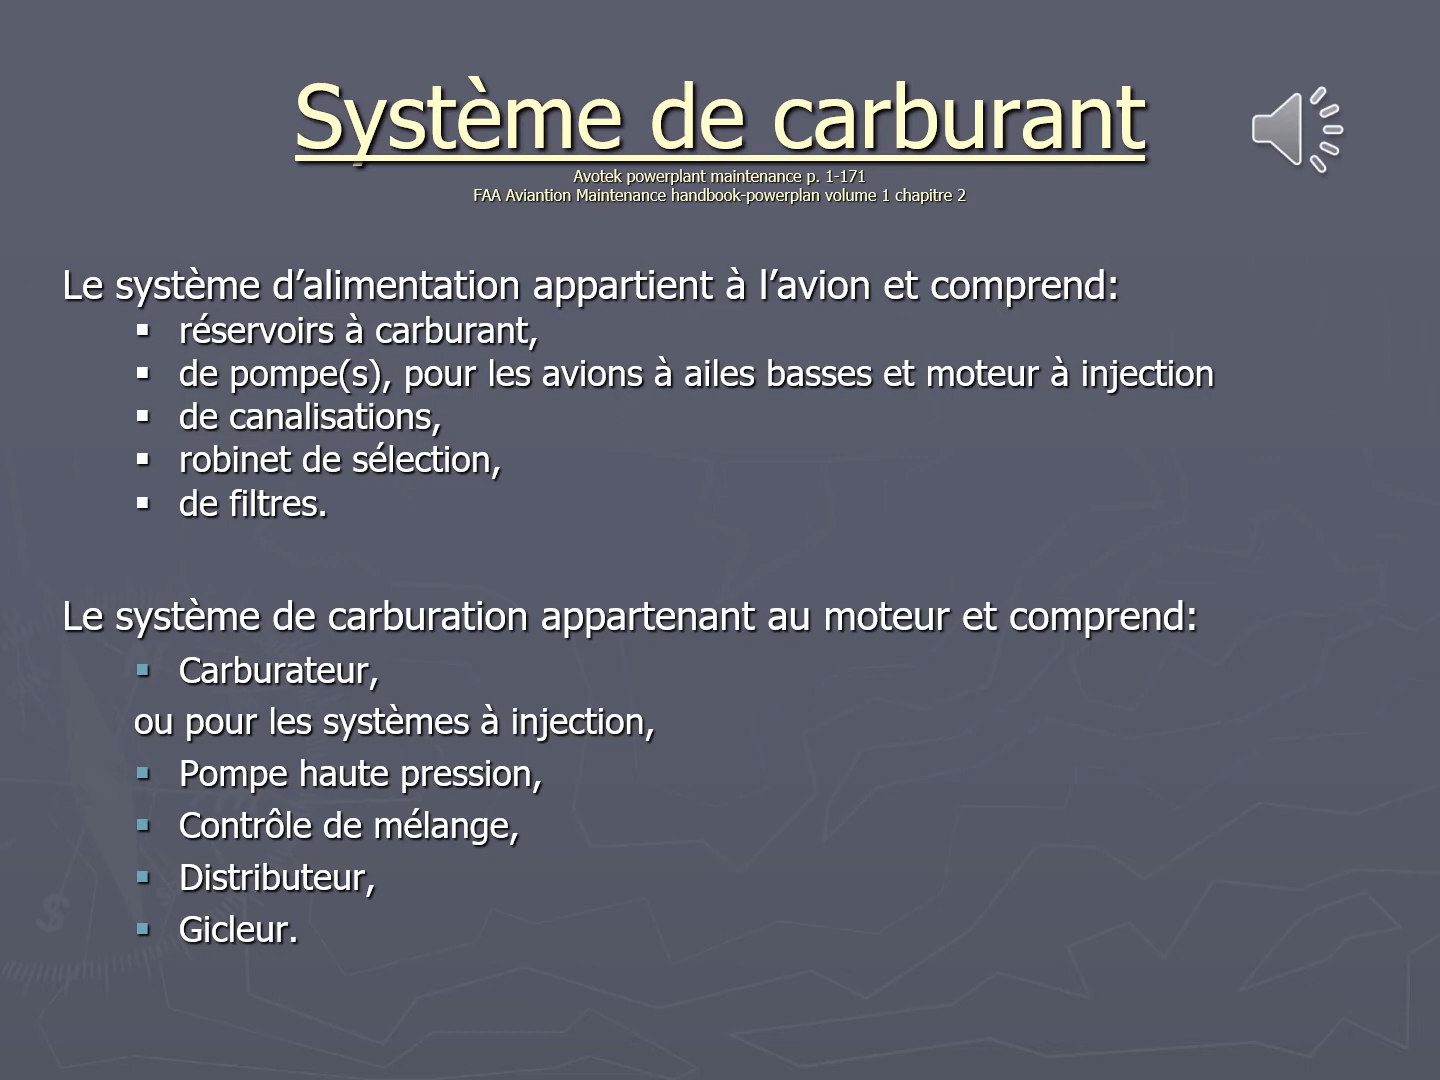 Système de carburant
Avotek powerplant maintenance p. 1-171
FAA Aviantion Maintenance handbook-powerplan volume 1 chapitre 2
Le système d’alimentation appartient à l’avion et comprend:
▪ réservoirs à carburant,
▪ de pompe(s), pour les avions à ailes basses et moteur à injection
▪ de canalisations,
▪ robinet de sélection,
▪ de filtres.
Le système de carburation appartenant au moteur et comprend:
▪ Carburateur,
ou pour les systèmes à injection,
▪ Pompe haute pression,
▪ Contrôle de mélange,
▪ Distributeur,
▪ Gicleur.